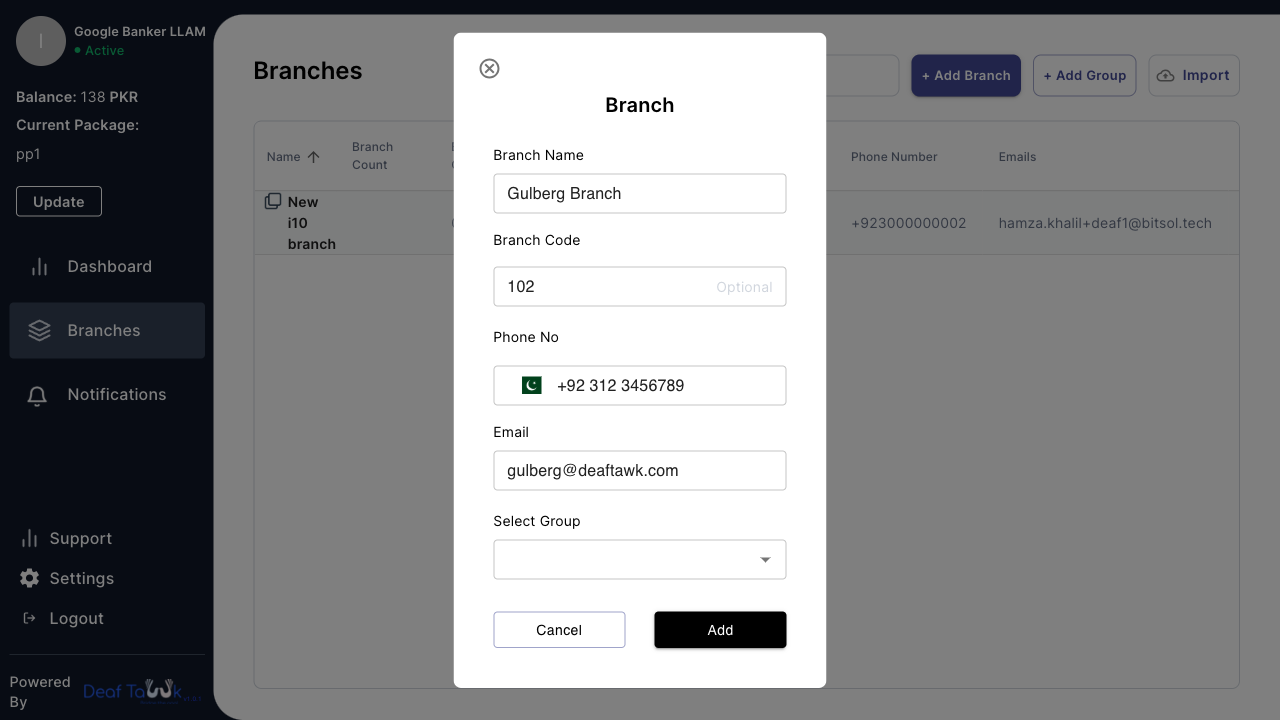 I
Google Banker LLAM
Active
Balance: 138 PKR
Current Package:
pp1
Update
Dashboard
Branches
Notifications
Support
Settings
Logout
Powered
By
Deaf Tawk
Branches
+ Add Branch
+ Add Group
Import
Name
Branch
Count
Phone Number
Emails
New
i10
branch
+923000000002
hamza.khalil+deaf1@bitsol.tech
Branch
Branch Name
Gulberg Branch
Branch Code
102
Optional
Phone No
+92 312 3456789
Email
gulberg@deaftawk.com
Select Group
Cancel
Add